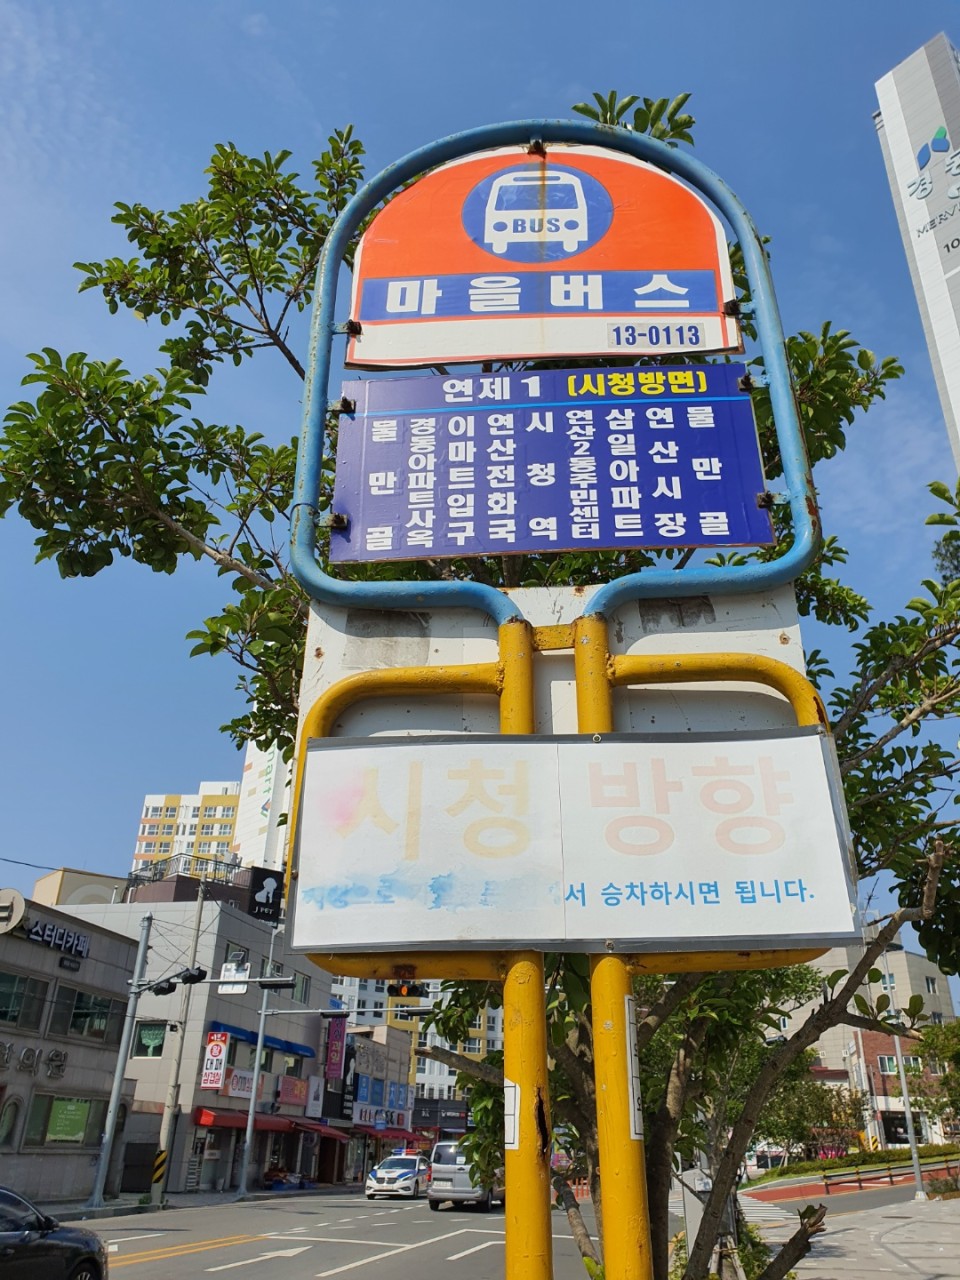 BUS
마을버스
13-0113
연제1 (시청방면)
물만골
경동아파트사옥
이마트입구
연산전화국
시청역
연산2동주민센터
삼일아파트
연산시장
물만골
시청 방향
서 승차하시면 됩니다.
J PET
스터디카페